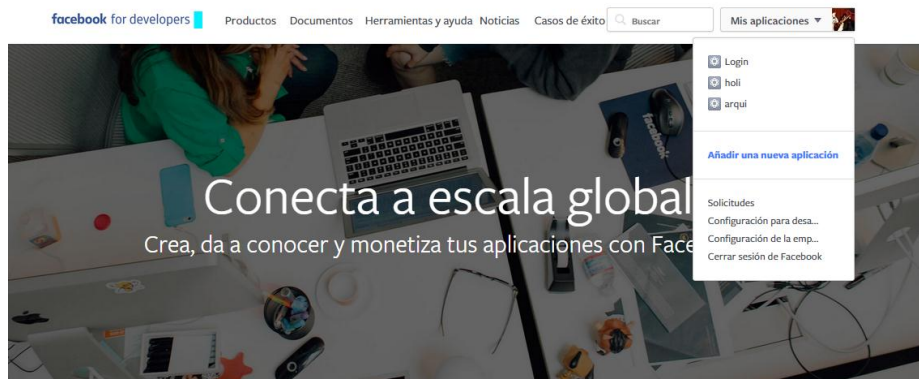 facebook for developers
Productos Documentos Herramientas y ayuda Noticias Casos de éxito Buscar Mis aplicaciones
Login
holi
arqui
Añadir una nueva aplicación
Solicitudes
Configuración para desa...
Configuración de la emp...
Cerrar sesión de Facebook
Conecta a escala global
Crea, da a conocer y monetiza tus aplicaciones con Face
facebook